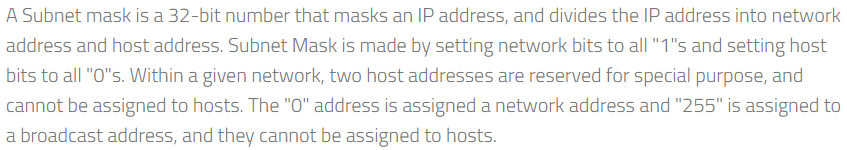 A Subnet mask is a 32-bit number that masks an IP address, and divides the IP address into network
address and host address. Subnet Mask is made by setting network bits to all "1"s and setting host
bits to all "0"s. Within a given network, two host addresses are reserved for special purpose, and
cannot be assigned to hosts. The "0" address is assigned a network address and "255" is assigned to
a broadcast address, and they cannot be assigned to hosts.